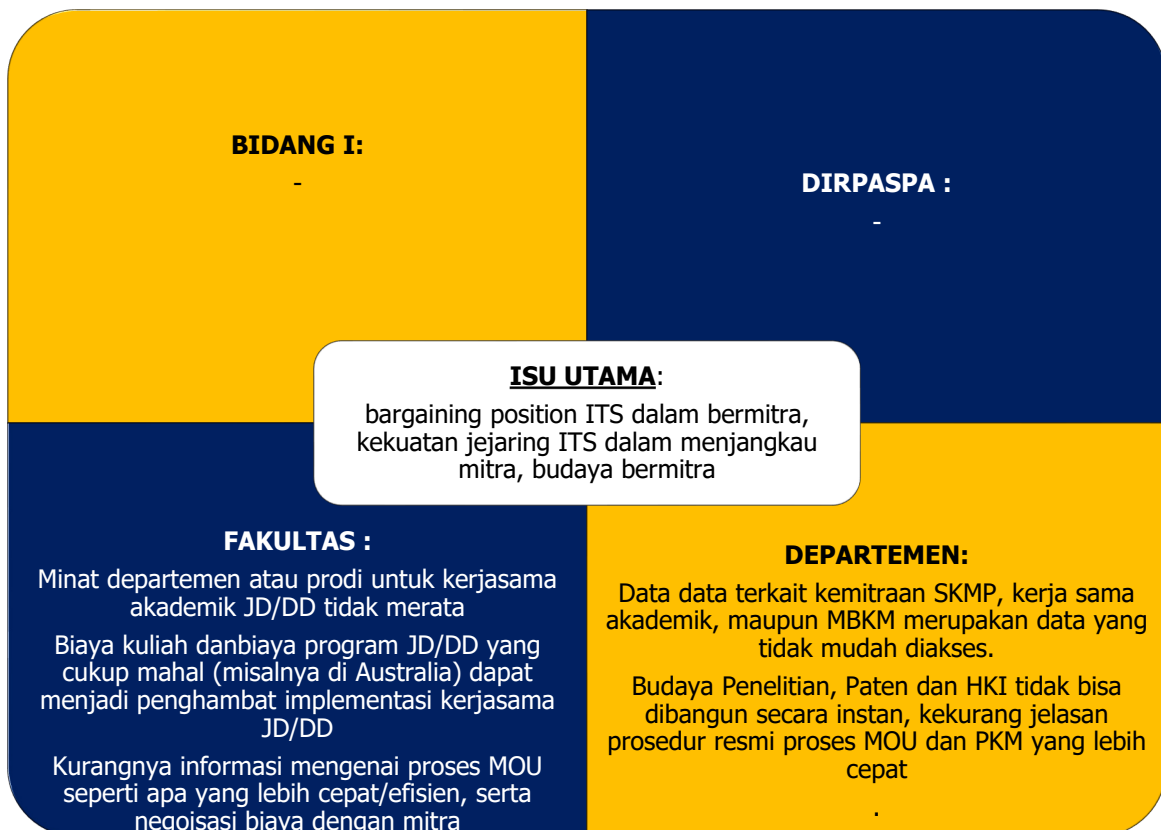 BIDANG I:
-
DIRPASPA :
-
ISU UTAMA:
bargaining position ITS dalam bermitra,
kekuatan jejaring ITS dalam menjangkau
mitra, budaya bermitra
FAKULTAS :
Minat departemen atau prodi untuk kerjasama
akademik JD/DD tidak merata
Biaya kuliah danbiaya program JD/DD yang
cukup mahal (misalnya di Australia) dapat
menjadi penghambat implementasi kerjasama
JD/DD
Kurangnya informasi mengenai proses MOU
seperti apa yang lebih cepat/efisien, serta
negoisasi biaya dengan mitra
DEPARTEMEN:
Data data terkait kemitraan SKMP, kerja sama
akademik, maupun MBKM merupakan data yang
tidak mudah diakses.
Budaya Penelitian, Paten dan HKI tidak bisa
dibangun secara instan, kekurang jelasan
prosedur resmi proses MOU dan PKM yang lebih
cepat
.